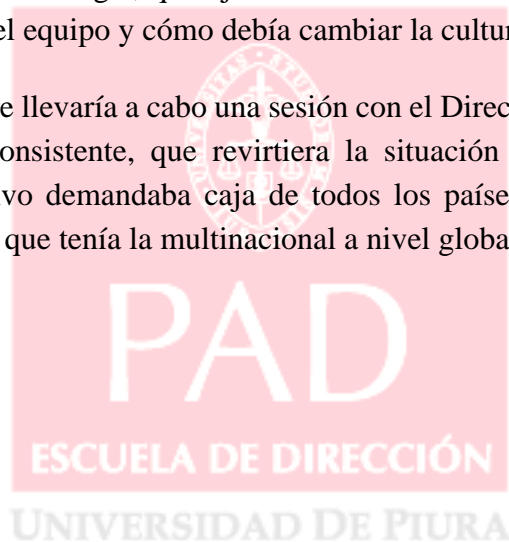 el equipo y cómo debía cambiar la cultur
e llevaría a cabo una sesión con el Direc
onsistente, que revirtiera la situación
vo demandaba caja de todos los paíse
que tenía la multinacional a nivel globa
PAD
ESCUELA DE DIRECCIÓN
UNIVERSIDAD DE PIURA